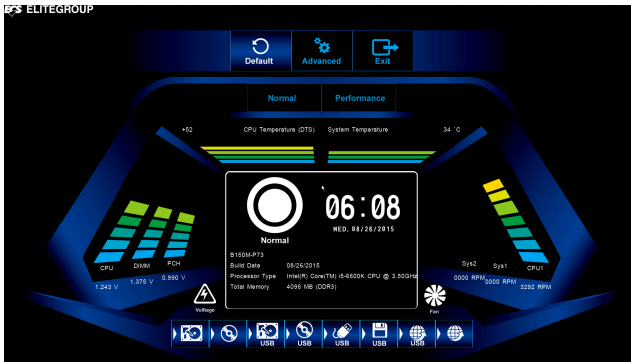 ECS ELITEGROUP
Default Advanced Exit
Normal Performance
+52 CPU Temperature (DTS) System Temperature 34 °C
06:08
WED. 08/26/2015
Normal
B150M-P73
Build Date 08/26/2015
Processor Type Intel(R) Core(TM) i5-6600K CPU @ 3.50GHz
Total Memory 4096 MB (DDR3)
CPU DIMM PCH
1.243 V 1.375 V 0.990 V
Voltage
Sys2 Sys1 CPU1
0000 RPM 0000 RPM 3292 RPM
Fan
USB USB USB USB USB